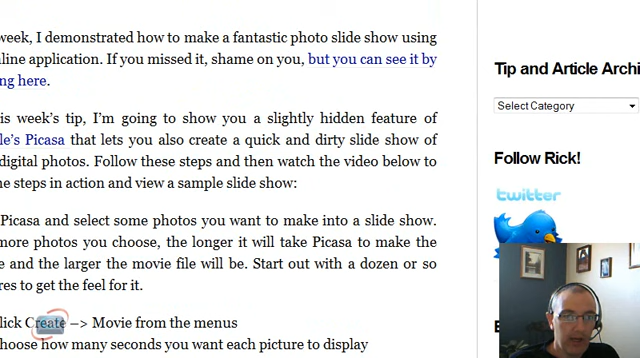 week, I demonstrated how to make a fantastic photo slide show using
line application. If you missed it, shame on you, but you can see it by
ng here.
is week's tip, I'm going to show you a slightly hidden feature of
le's Picasa that lets you also create a quick and dirty slide show of
digital photos. Follow these steps and then watch the video below to
e steps in action and view a sample slide show:
Picasa and select some photos you want to make into a slide show.
more photos you choose, the longer it will take Picasa to make the
e and the larger the movie file will be. Start out with a dozen or so
res to get the feel for it.
lick Create –> Movie from the menus
hoose how many seconds you want each picture to display
Tip and Article Archi
Select Category
Follow Rick!
twitter